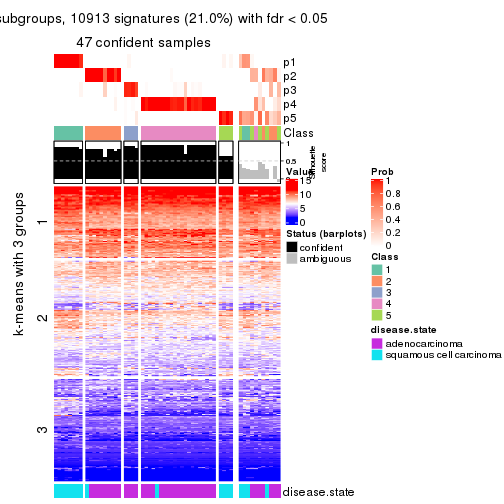 subgroups, 10913 signatures (21.0%) with fdr < 0.05
47 confident samples
p1
p2
p3
p4
p5
Class
1
0.5
0
silhouette
score
k-means with 3 groups
1
2
3
disease.state
Value
15
10
5
0
Status (barplots)
confident
ambiguous
Prob
1
0.8
0.6
0.4
0.2
0
Class
1
2
3
4
5
disease.state
adenocarcinoma
squamous cell carcinoma